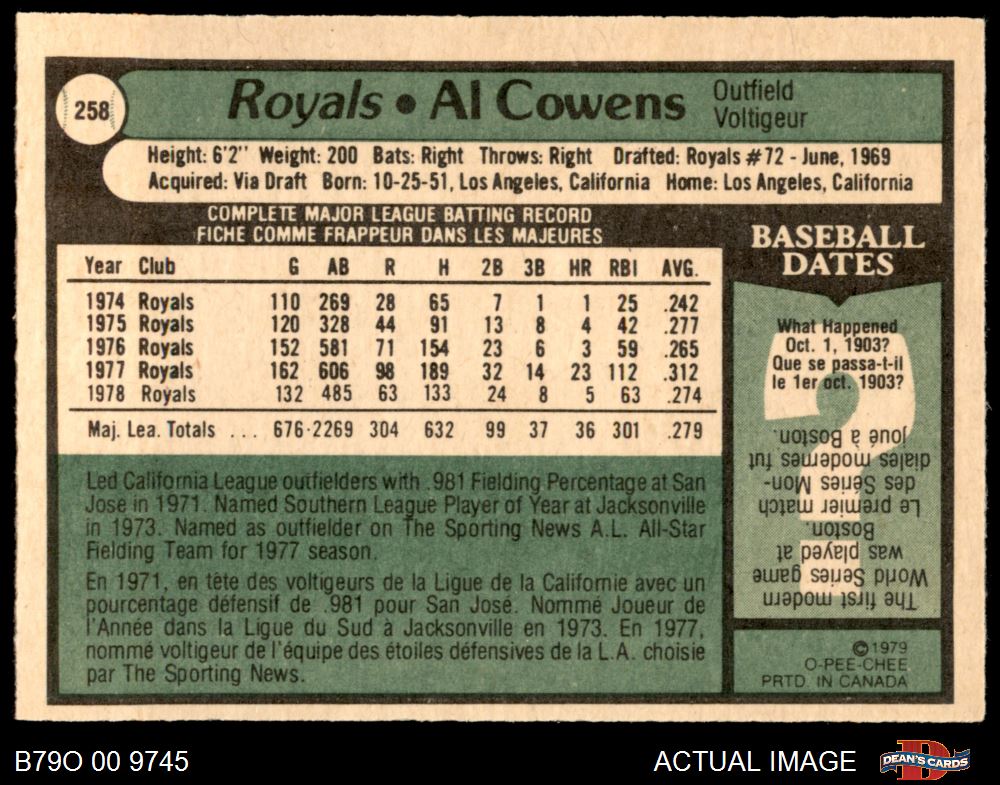 258
Royals • Al Cowens
Outfield
Voltigeur
Height: 6'2" Weight: 200 Bats: Right Throws: Right Drafted: Royals #72 - June, 1969
Acquired: Via Draft Born: 10-25-51, Los Angeles, California Home: Los Angeles, California
COMPLETE MAJOR LEAGUE BATTING RECORD
FICHE COMME FRAPPEUR DANS LES MAJEURES
Year Club G AB R H 2B 3B HR RBI AVG.
1974 Royals 110 269 28 65 7 1 1 25 .242
1975 Royals 120 328 44 91 13 8 4 42 .277
1976 Royals 152 581 71 154 23 6 3 59 .265
1977 Royals 162 606 98 189 32 14 23 112 .312
1978 Royals 132 485 63 133 24 8 5 63 .274
Maj. Lea. Totals ... 676-2269 304 632 99 37 36 301 .279
Led California League outfielders with .981 Fielding Percentage at San
Jose in 1971. Named Southern League Player of Year at Jacksonville
in 1973. Named as outfielder on The Sporting News A.L. All-Star
Fielding Team for 1977 season.
En 1971, en tête des voltigeurs de la Ligue de la Californie avec un
pourcentage défensif de .981 pour San José. Nommé Joueur de
l'Année dans la Ligue du Sud à Jacksonville en 1973. En 1977,
nommé voltigeur de l'équipe des étoiles défensives de la L.A. choisie
par The Sporting News.
BASEBALL
DATES
What Happened
Oct. 1, 1903?
Que se passa-t-il
le 1er oct. 1903?
The first modern
World Series game
was played at
Boston.
Le premier match
des Séries Mon-
diales modernes fut
joué à Boston.
©1979
O-PEE-CHEE
PRTD. IN CANADA
B79O 00 9745
ACTUAL IMAGE
DEAN'S CARDS